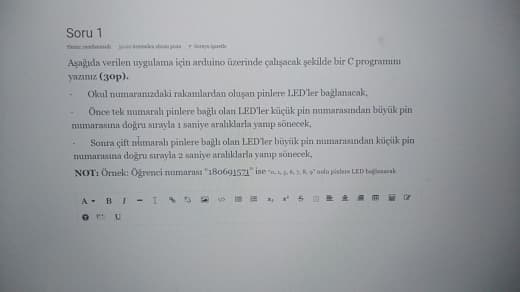 Soru 1
Henüz cevaplanmadı 30,00 üzerinden alınan puan Soruyu işaretle
Aşağıda verilen uygulama için arduino üzerinde çalışacak şekilde bir C programını
yazınız (30p).
- Okul numaranızdaki rakamlardan oluşan pinlere LED'ler bağlanacak,
- Önce tek numaralı pinlere bağlı olan LED'ler küçük pin numarasından büyük pin
numarasına doğru sırayla 1 saniye aralıklarla yanıp sönecek,
- Sonra çift numaralı pinlere bağlı olan LED'ler büyük pin numarasından küçük pin
numarasına doğru sırayla 2 saniye aralıklarla yanıp sönecek,
NOT: Örnek: Öğrenci numarası "180691571" ise "0, 1, 5, 6, 7, 8, 9" nolu pinlere LED bağlanacak
A B I x₂ x² S
U